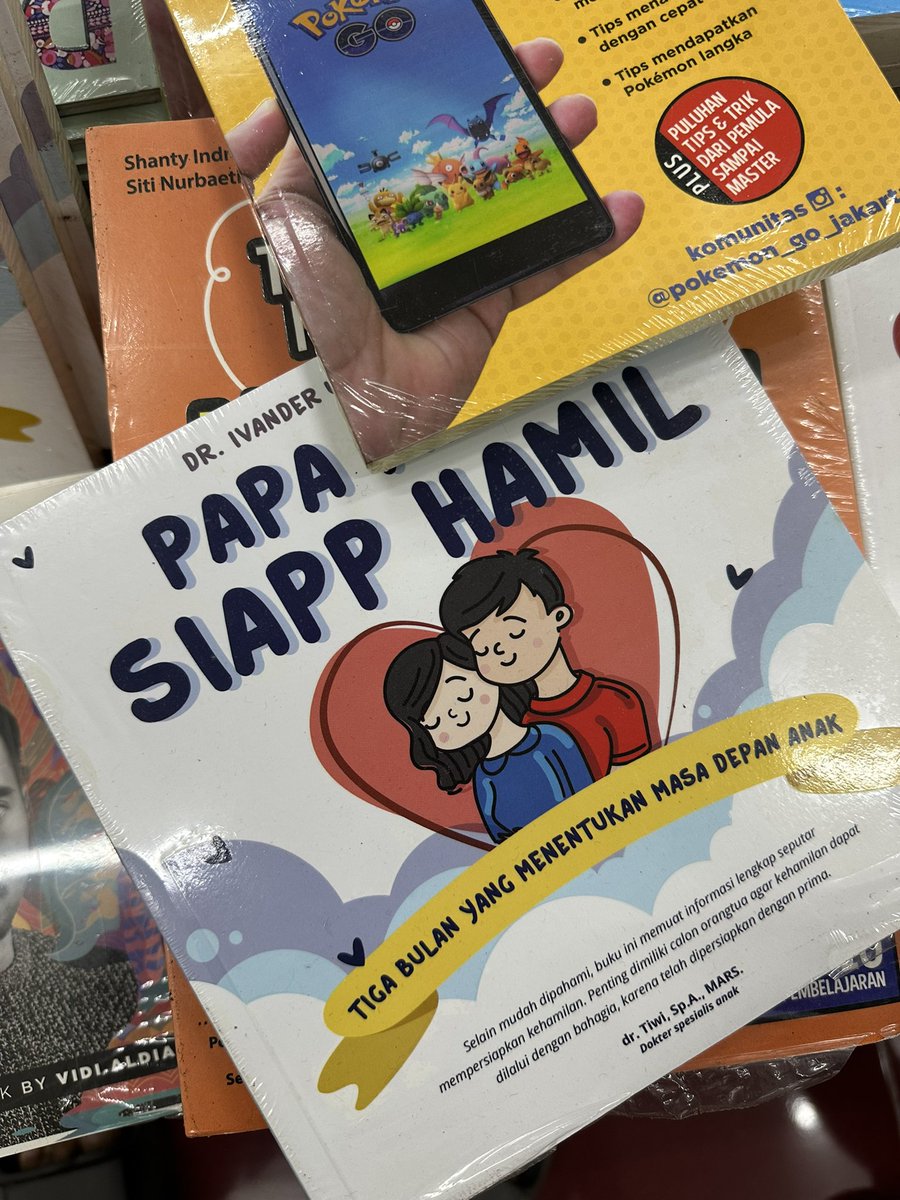 POKÉMON
GO
• Tips mena
dengan cepat
• Tips mendapatkan
Pokémon langka
PULUHAN
TIPS & TRIK
DARI PEMULA
SAMPAI
MASTER
PLUS
komunitas :
@pokemon_go_jakarta
Shanty Indr
Siti Nurbaeti
DR. IVANDER
PAPA
SIAPP HAMIL
TIGA BULAN YANG MENENTUKAN MASA DEPAN ANAK
Selain mudah dipahami, buku ini memuat informasi lengkap seputar
mempersiapkan kehamilan. Penting dimiliki calon orangtua agar kehamilan dapat
dilalui dengan bahagia, karena telah dipersiapkan dengan prima.
dr. Tiwi, Sp.A., MARS.
Dokter spesialis anak
EMBELAJARAN
K BY VIDI ALDIA